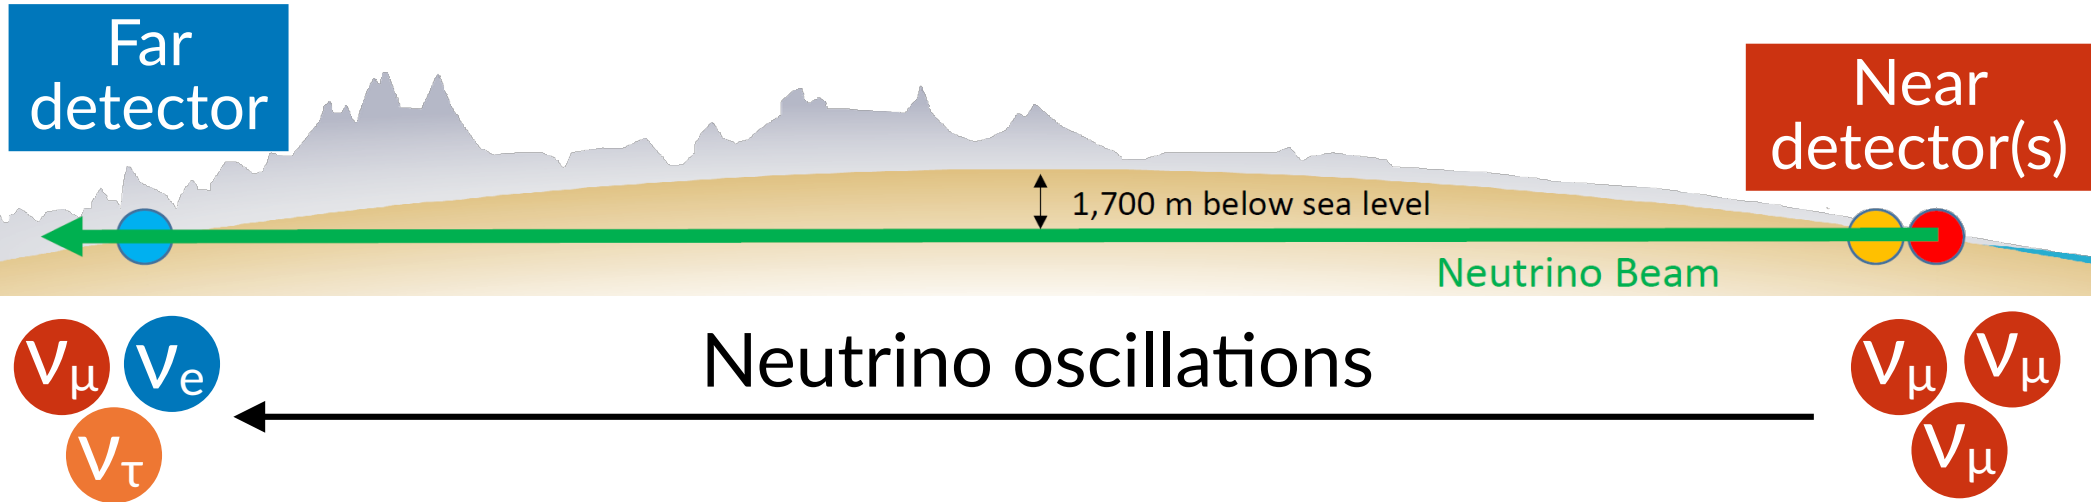 Far
detector
Near
detector(s)
1,700 m below sea level
Neutrino Beam
Neutrino oscillations
νμ νe
ντ
νμ νμ
νμ